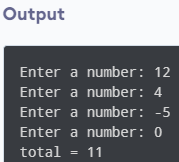 Output
Enter a number: 12
Enter a number: 4
Enter a number: -5
Enter a number: 0
total = 11